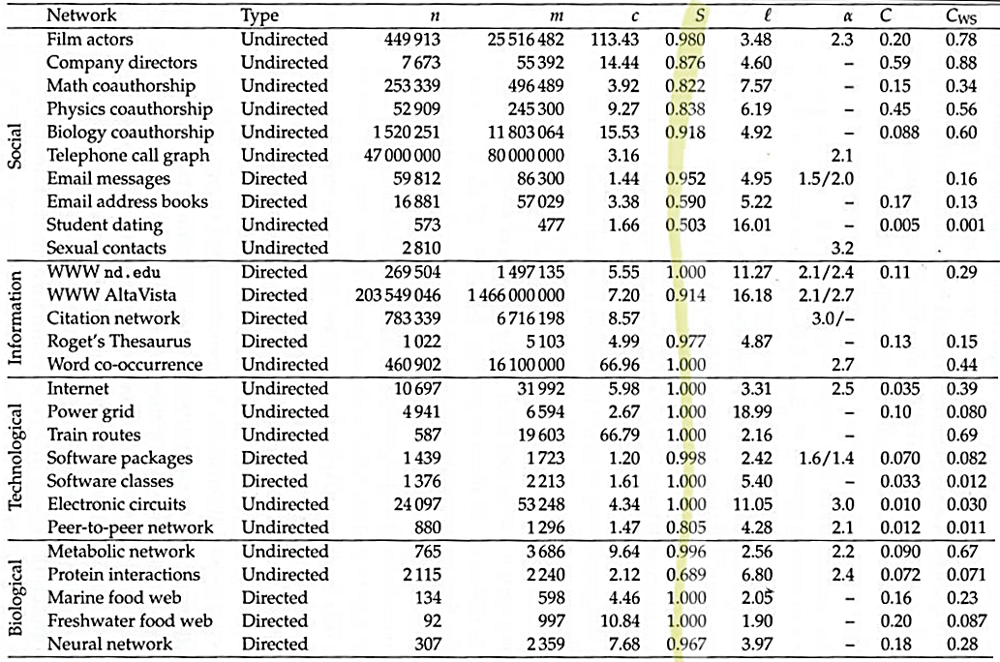 Network Type n m c S ℓ α C C_WS
Social
Film actors Undirected 449 913 25 516 482 113.43 0.980 3.48 2.3 0.20 0.78
Company directors Undirected 7 673 55 392 14.44 0.876 4.60 – 0.59 0.88
Math coauthorship Undirected 253 339 496 489 3.92 0.822 7.57 – 0.15 0.34
Physics coauthorship Undirected 52 909 245 300 9.27 0.838 6.19 – 0.45 0.56
Biology coauthorship Undirected 1 520 251 11 803 064 15.53 0.918 4.92 – 0.088 0.60
Telephone call graph Undirected 47 000 000 80 000 000 3.16 2.1
Email messages Directed 59 812 86 300 1.44 0.952 4.95 1.5/2.0 0.16
Email address books Directed 16 881 57 029 3.38 0.590 5.22 – 0.17 0.13
Student dating Undirected 573 477 1.66 0.503 16.01 – 0.005 0.001
Sexual contacts Undirected 2 810 3.2
Information
WWW nd.edu Directed 269 504 1 497 135 5.55 1.000 11.27 2.1/2.4 0.11 0.29
WWW AltaVista Directed 203 549 046 1 466 000 000 7.20 0.914 16.18 2.1/2.7
Citation network Directed 783 339 6 716 198 8.57 3.0/–
Roget's Thesaurus Directed 1 022 5 103 4.99 0.977 4.87 – 0.13 0.15
Word co-occurrence Undirected 460 902 16 100 000 66.96 1.000 2.7 0.44
Technological
Internet Undirected 10 697 31 992 5.98 1.000 3.31 2.5 0.035 0.39
Power grid Undirected 4 941 6 594 2.67 1.000 18.99 – 0.10 0.080
Train routes Undirected 587 19 603 66.79 1.000 2.16 – 0.69
Software packages Directed 1 439 1 723 1.20 0.998 2.42 1.6/1.4 0.070 0.082
Software classes Directed 1 376 2 213 1.61 1.000 5.40 – 0.033 0.012
Electronic circuits Undirected 24 097 53 248 4.34 1.000 11.05 3.0 0.010 0.030
Peer-to-peer network Undirected 880 1 296 1.47 0.805 4.28 2.1 0.012 0.011
Biological
Metabolic network Undirected 765 3 686 9.64 0.996 2.56 2.2 0.090 0.67
Protein interactions Undirected 2 115 2 240 2.12 0.689 6.80 2.4 0.072 0.071
Marine food web Directed 134 598 4.46 1.000 2.05 – 0.16 0.23
Freshwater food web Directed 92 997 10.84 1.000 1.90 – 0.20 0.087
Neural network Directed 307 2 359 7.68 0.967 3.97 – 0.18 0.28